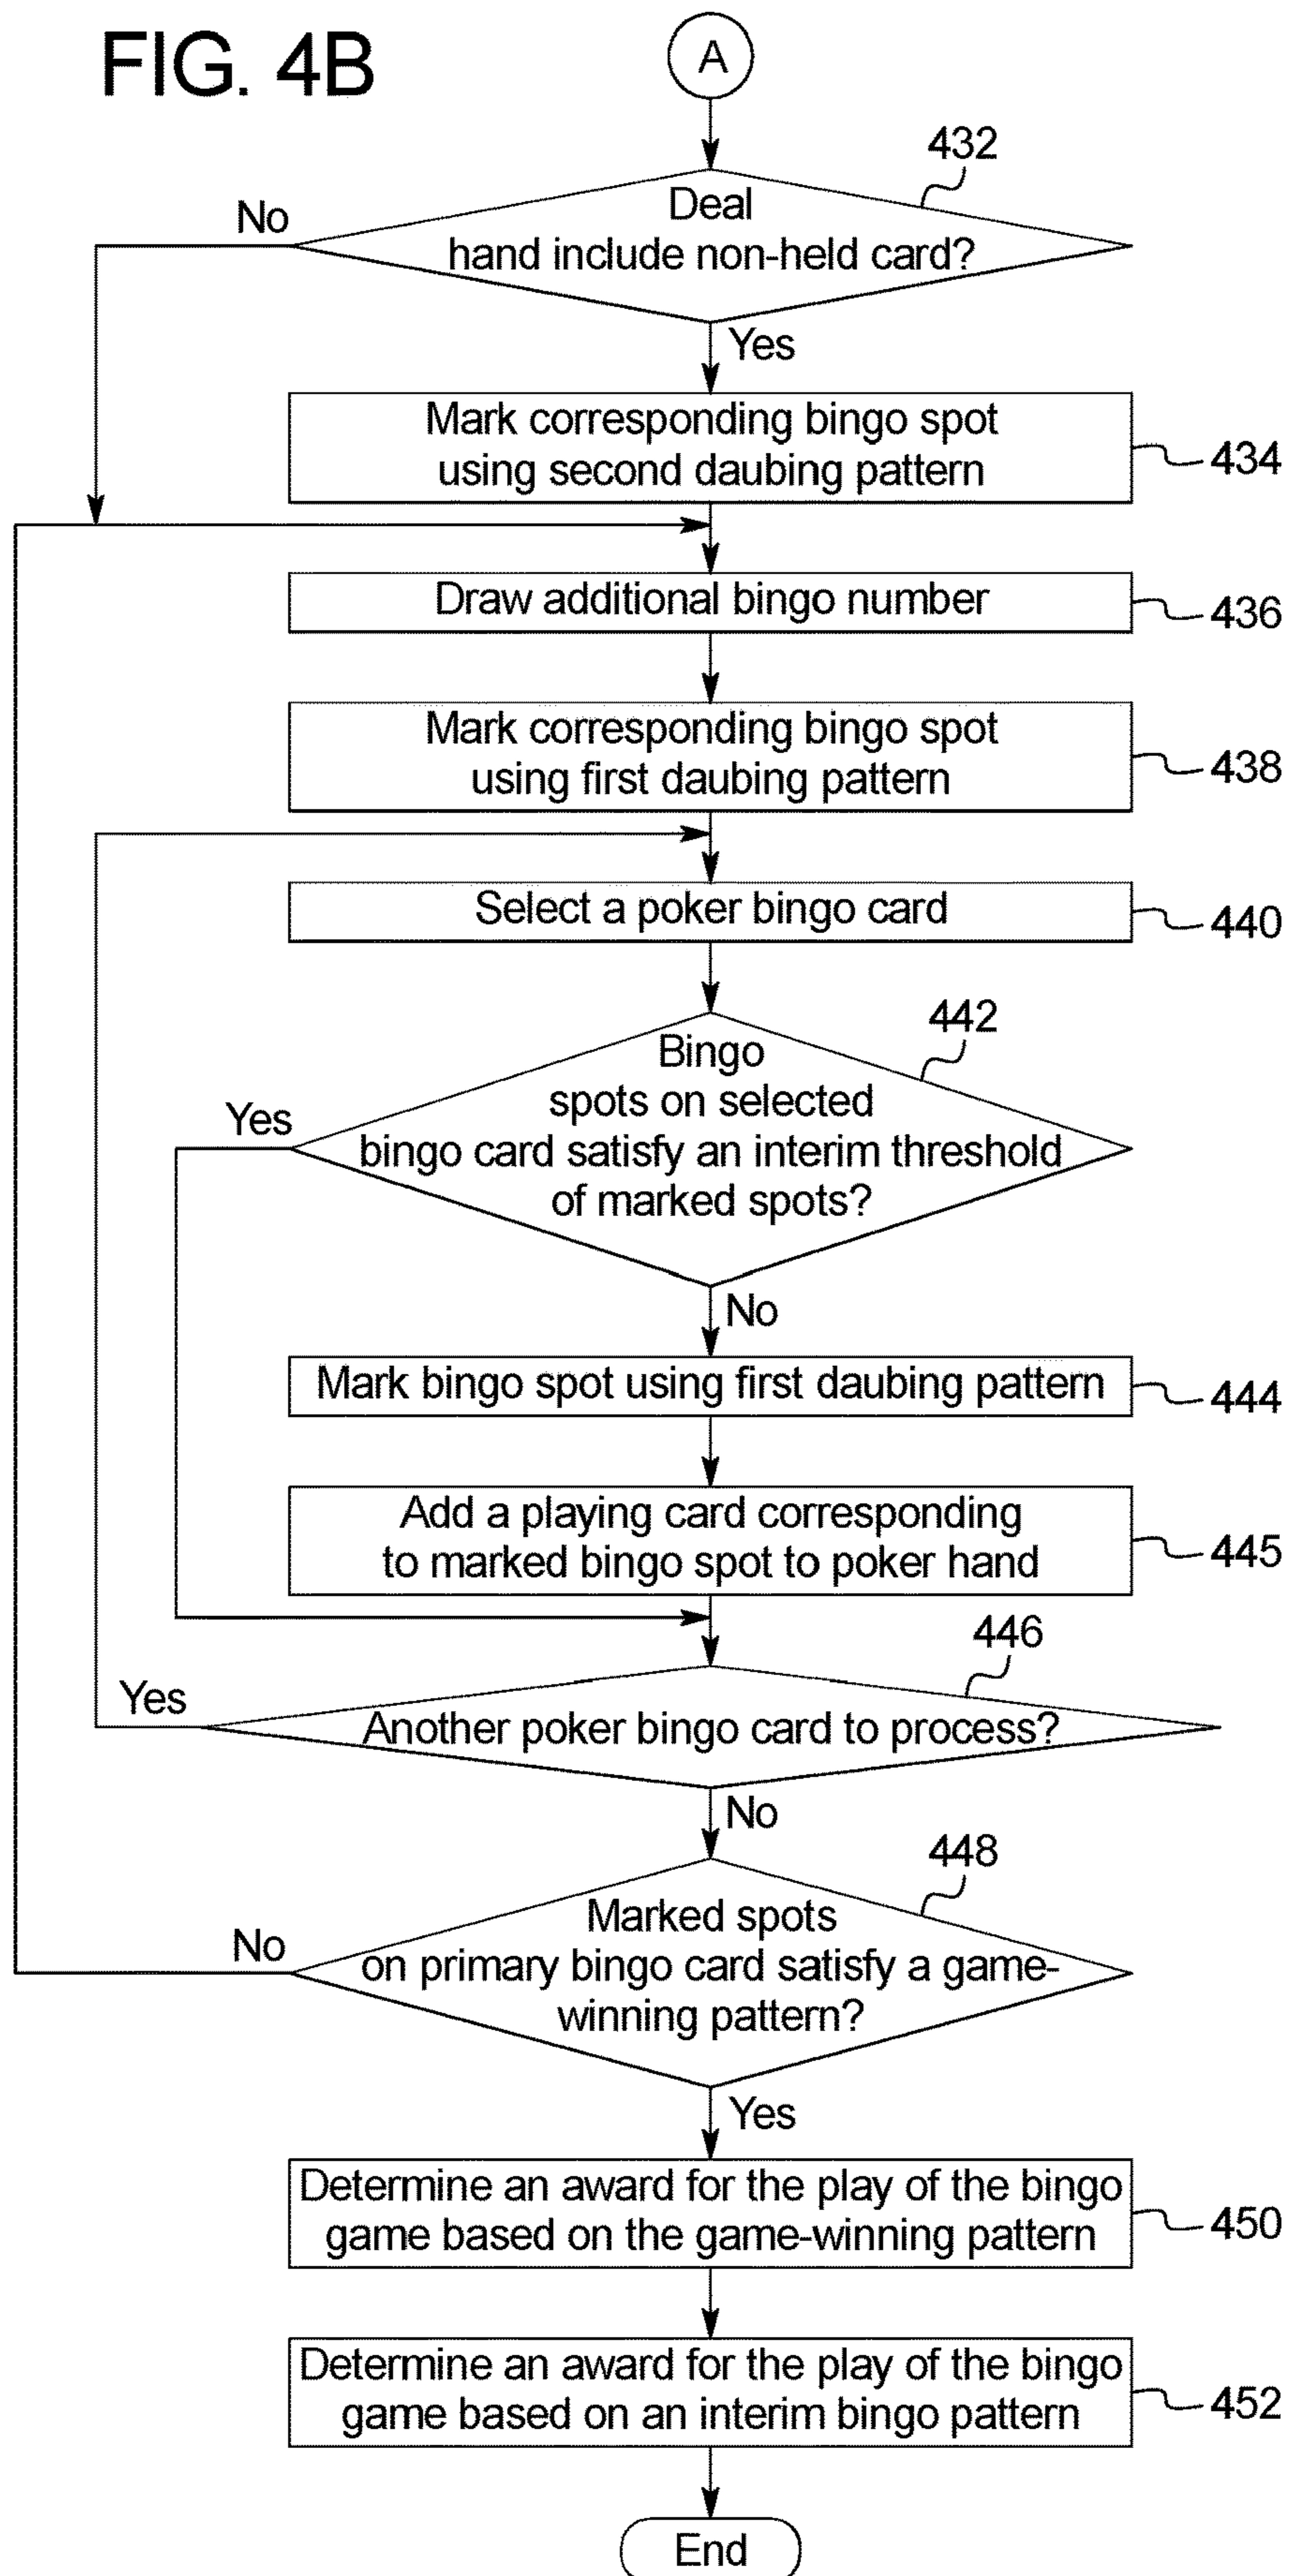 FIG. 4B
A
432
Deal
hand include non-held card?
No
Yes
Mark corresponding bingo spot
using second daubing pattern
434
Draw additional bingo number
436
Mark corresponding bingo spot
using first daubing pattern
438
Select a poker bingo card
440
442
Bingo
spots on selected
bingo card satisfy an interim threshold
of marked spots?
Yes
No
Mark bingo spot using first daubing pattern
444
Add a playing card corresponding
to marked bingo spot to poker hand
445
446
Another poker bingo card to process?
Yes
No
448
Marked spots
on primary bingo card satisfy a game-
winning pattern?
No
Yes
Determine an award for the play of the bingo
game based on the game-winning pattern
450
Determine an award for the play of the bingo
game based on an interim bingo pattern
452
End